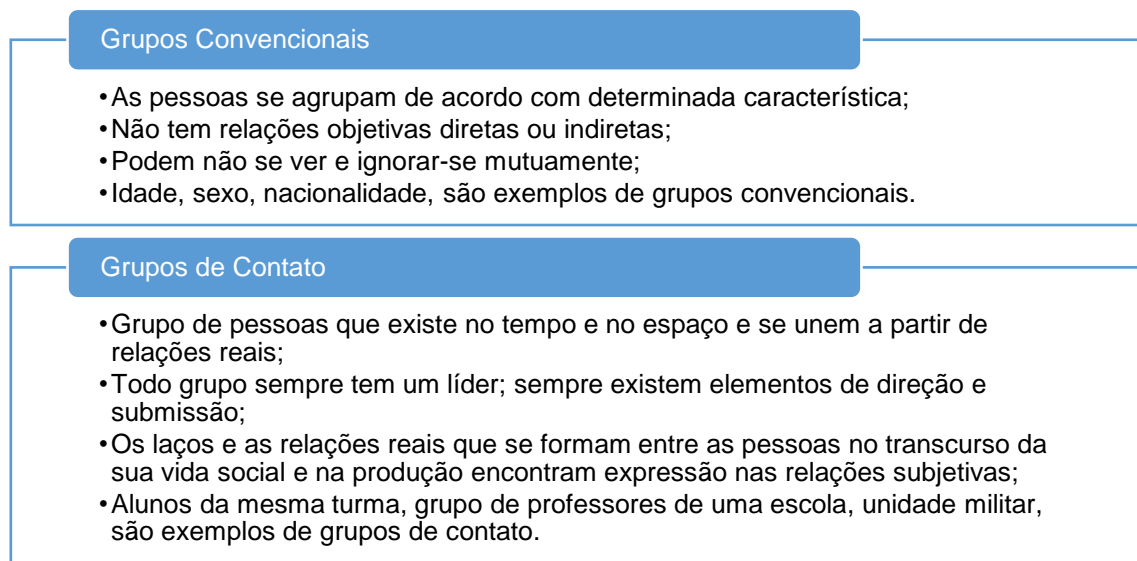 Grupos Convencionais
•As pessoas se agrupam de acordo com determinada característica;
•Não tem relações objetivas diretas ou indiretas;
•Podem não se ver e ignorar-se mutuamente;
•Idade, sexo, nacionalidade, são exemplos de grupos convencionais.
Grupos de Contato
•Grupo de pessoas que existe no tempo e no espaço e se unem a partir de
relações reais;
•Todo grupo sempre tem um líder; sempre existem elementos de direção e
submissão;
•Os laços e as relações reais que se formam entre as pessoas no transcurso da
sua vida social e na produção encontram expressão nas relações subjetivas;
•Alunos da mesma turma, grupo de professores de uma escola, unidade militar,
são exemplos de grupos de contato.